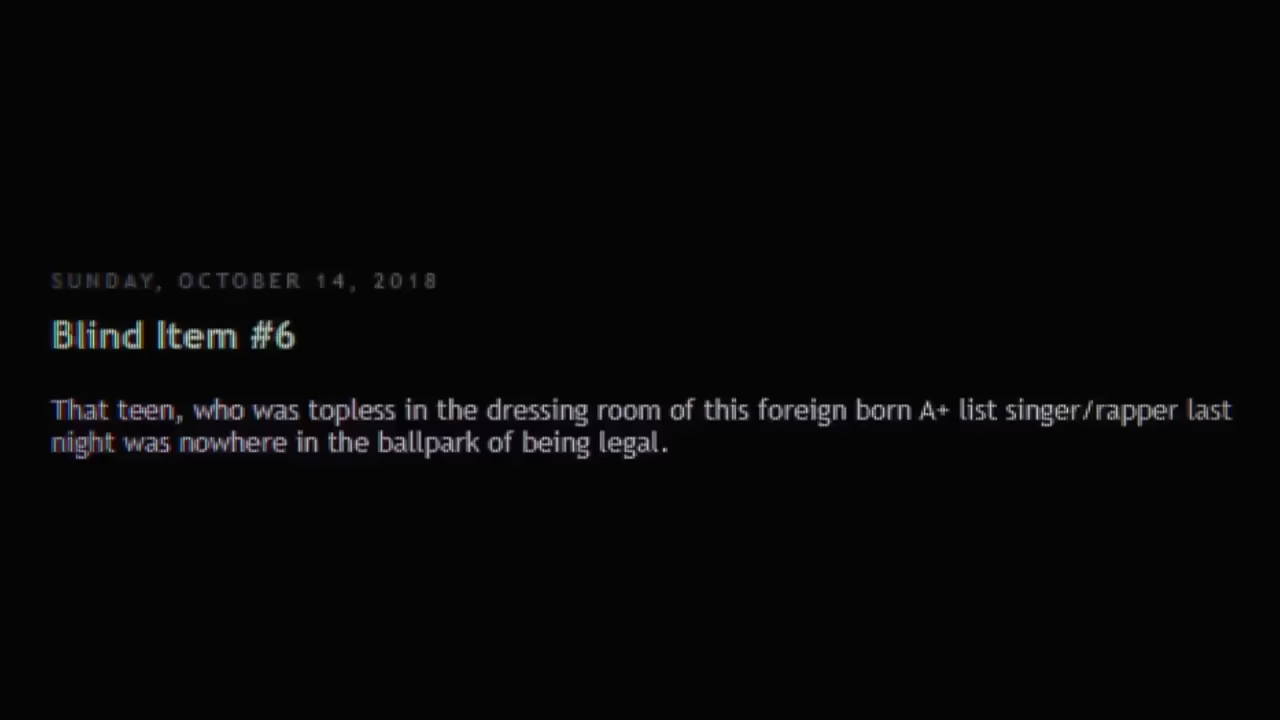 SUNDAY, OCTOBER 14, 2018
Blind Item #6
That teen, who was topless in the dressing room of this foreign born A+ list singer/rapper last
night was nowhere in the ballpark of being legal.